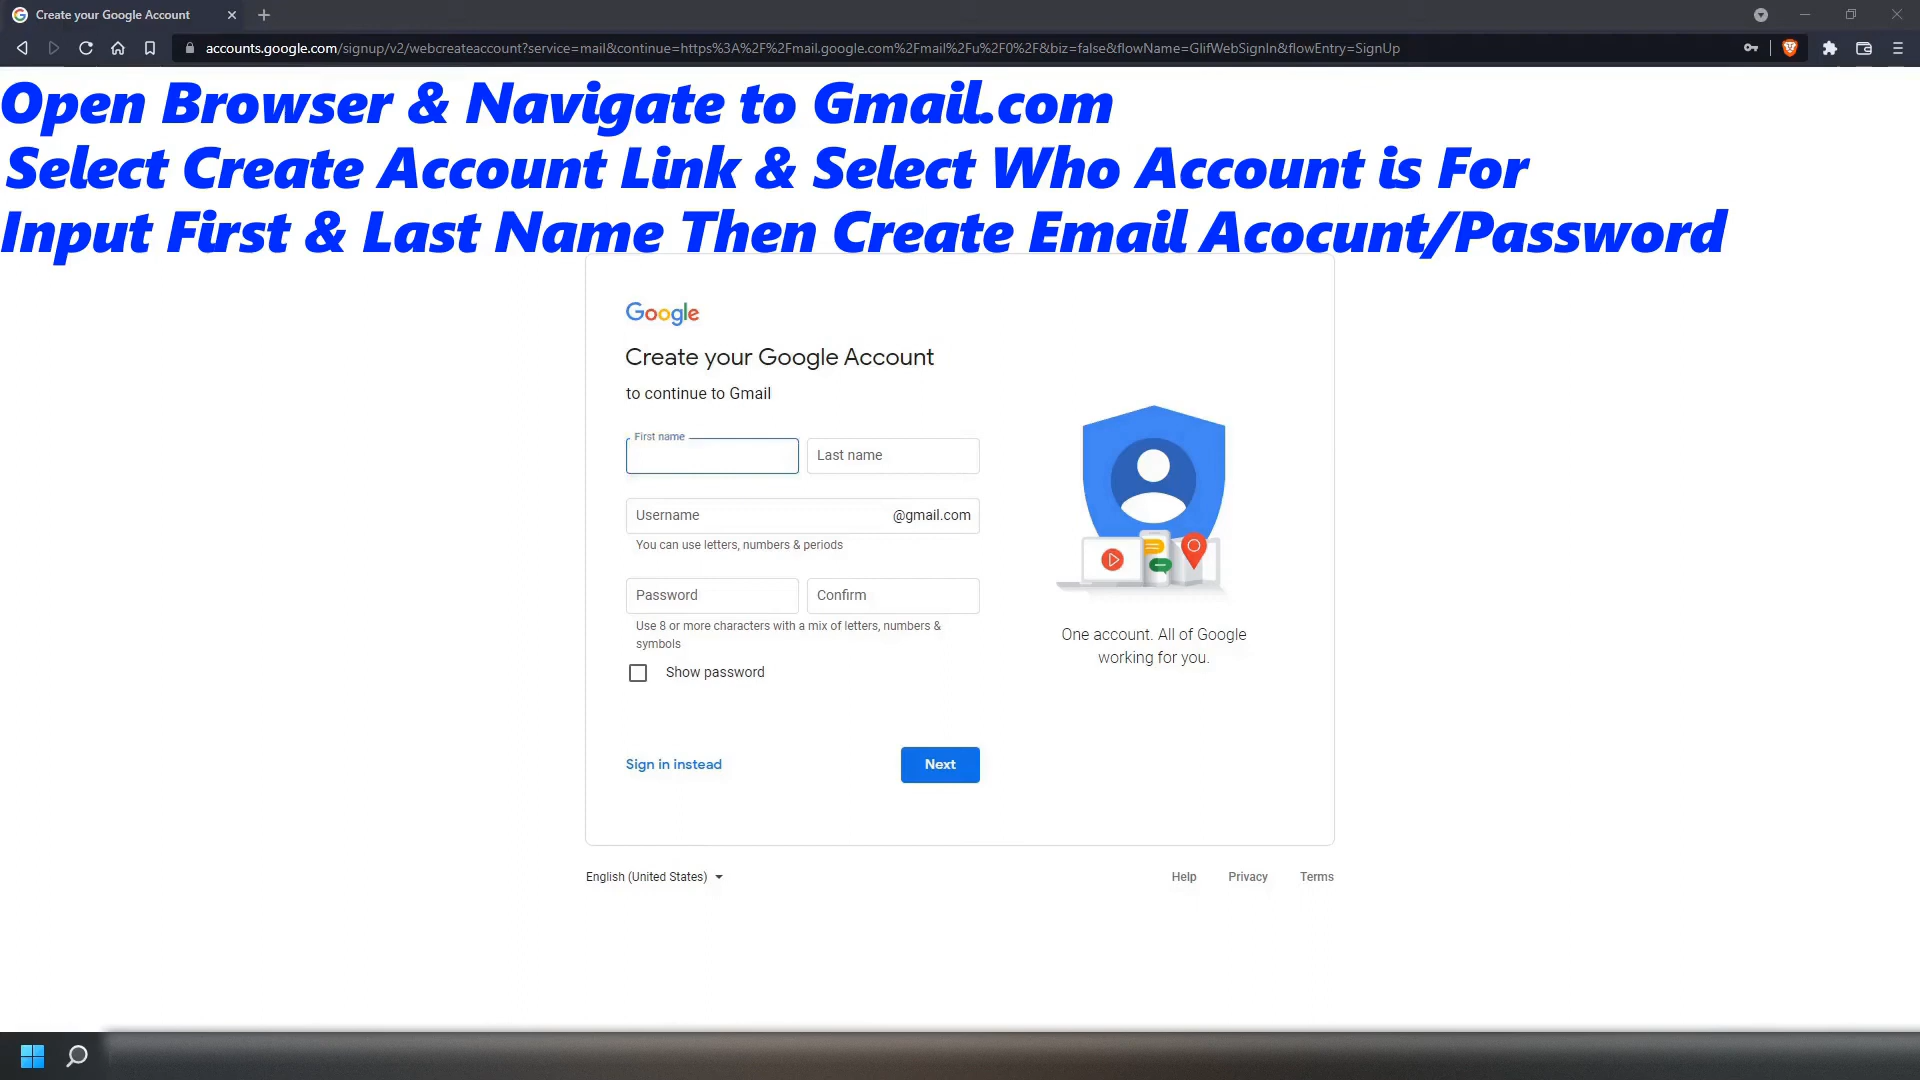 Create your Google Account
accounts.google.com/signup/v2/webcreateaccount?service=mail&continue=https%3A%2F%2Fmail.google.com%2Fmail%2Fu%2F0%2F&biz=false&flowName=GlifWebSignIn&flowEntry=SignUp
Open Browser & Navigate to Gmail.com
Select Create Account Link & Select Who Account is For
Input First & Last Name Then Create Email Acocunt/Password
Google
Create your Google Account
to continue to Gmail
First name
Last name
Username @gmail.com
You can use letters, numbers & periods
Password
Confirm
Use 8 or more characters with a mix of letters, numbers &
symbols
Show password
One account. All of Google
working for you.
Sign in instead
Next
English (United States)
Help Privacy Terms